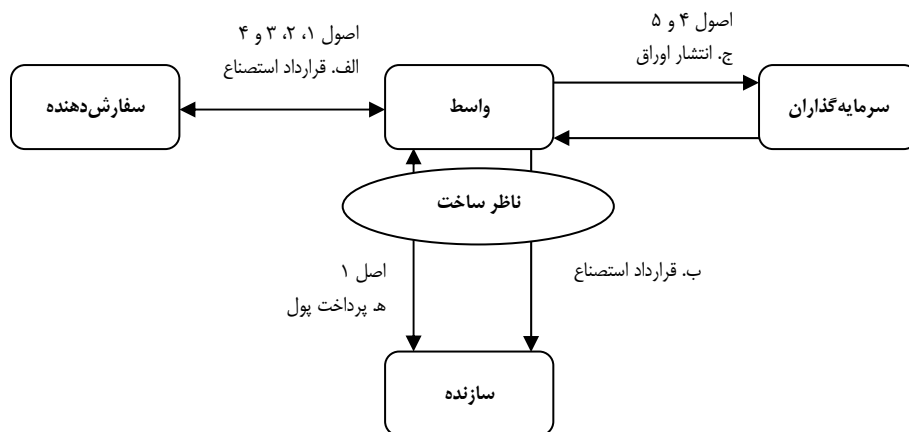 اصول ۴ و ۵
ج. انتشار اوراق
اصول ۱، ۲، ۳ و ۴
الف. قرارداد استصناع
سرمایه‌گذاران
واسط
سفارش‌دهنده
ناظر ساخت
ب. قرارداد استصناع
اصل ۱
ه. پرداخت پول
سازنده